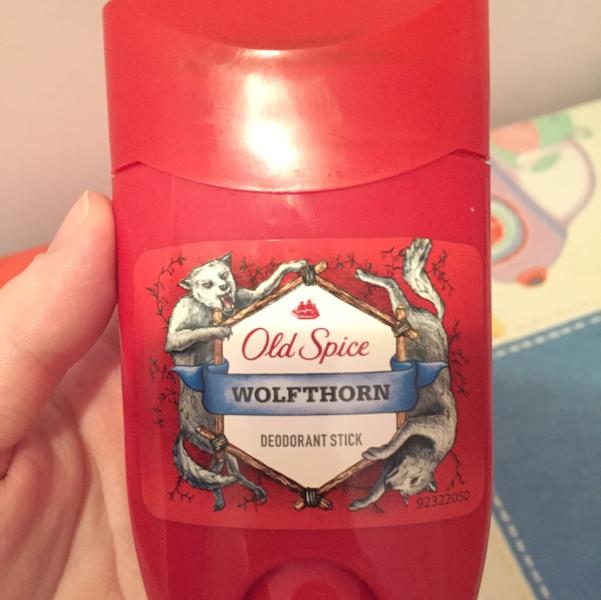 Old Spice
WOLFTHORN
DEODORANT STICK
92322050